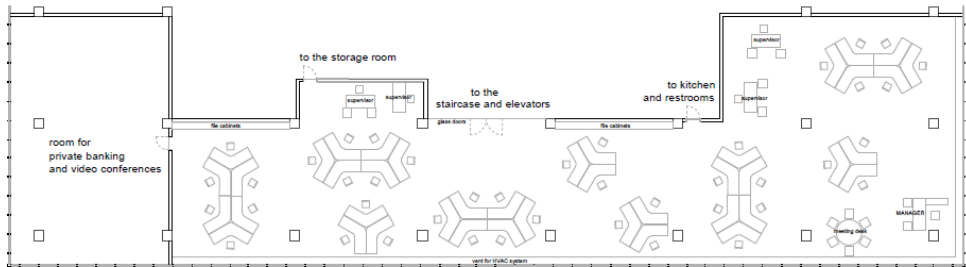 supervisor
to the storage room
to kitchen
and restrooms
to the
staircase and elevators
supervisor
supervisor
supervisor
glass doors
file cabinets
file cabinets
room for
private banking
and video conferences
MANAGER
meeting desk
vent for HVAC system